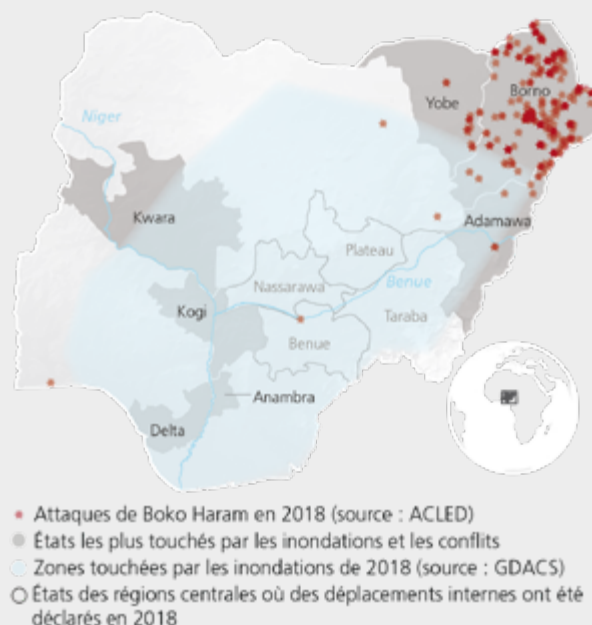 Niger
Yobe
Borno
Kwara
Adamawa
Plateau
Nassarawa
Benue
Kogi
Taraba
Benue
Anambra
Delta
Attaques de Boko Haram en 2018 (source : ACLED)
États les plus touchés par les inondations et les conflits
Zones touchées par les inondations de 2018 (source : GDACS)
États des régions centrales où des déplacements internes ont été
déclarés en 2018